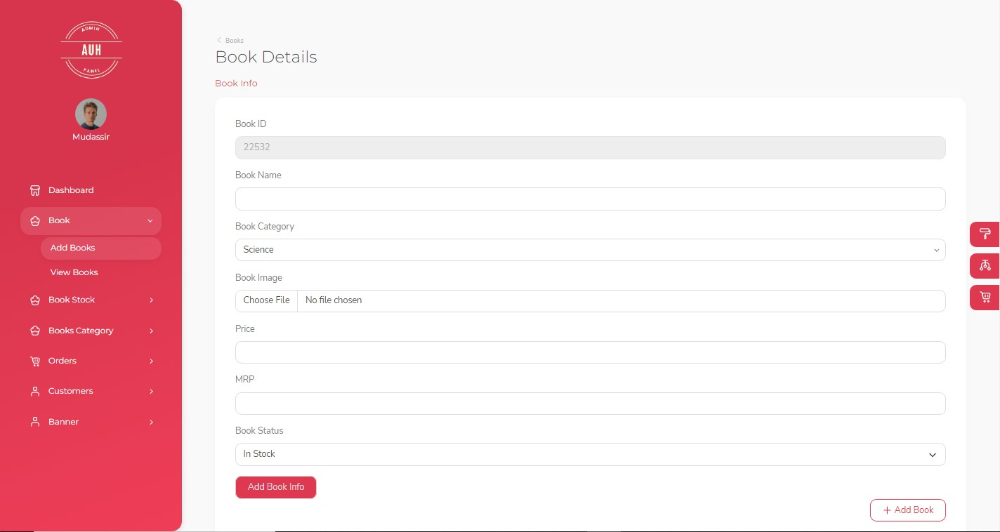 ADMIN
AUH
PANEL
Mudassir
Dashboard
Book
Add Books
View Books
Book Stock
Books Category
Orders
Customers
Banner
Books
Book Details
Book Info
Book ID
22532
Book Name
Book Category
Science
Book Image
Choose File No file chosen
Price
MRP
Book Status
In Stock
Add Book Info
+ Add Book